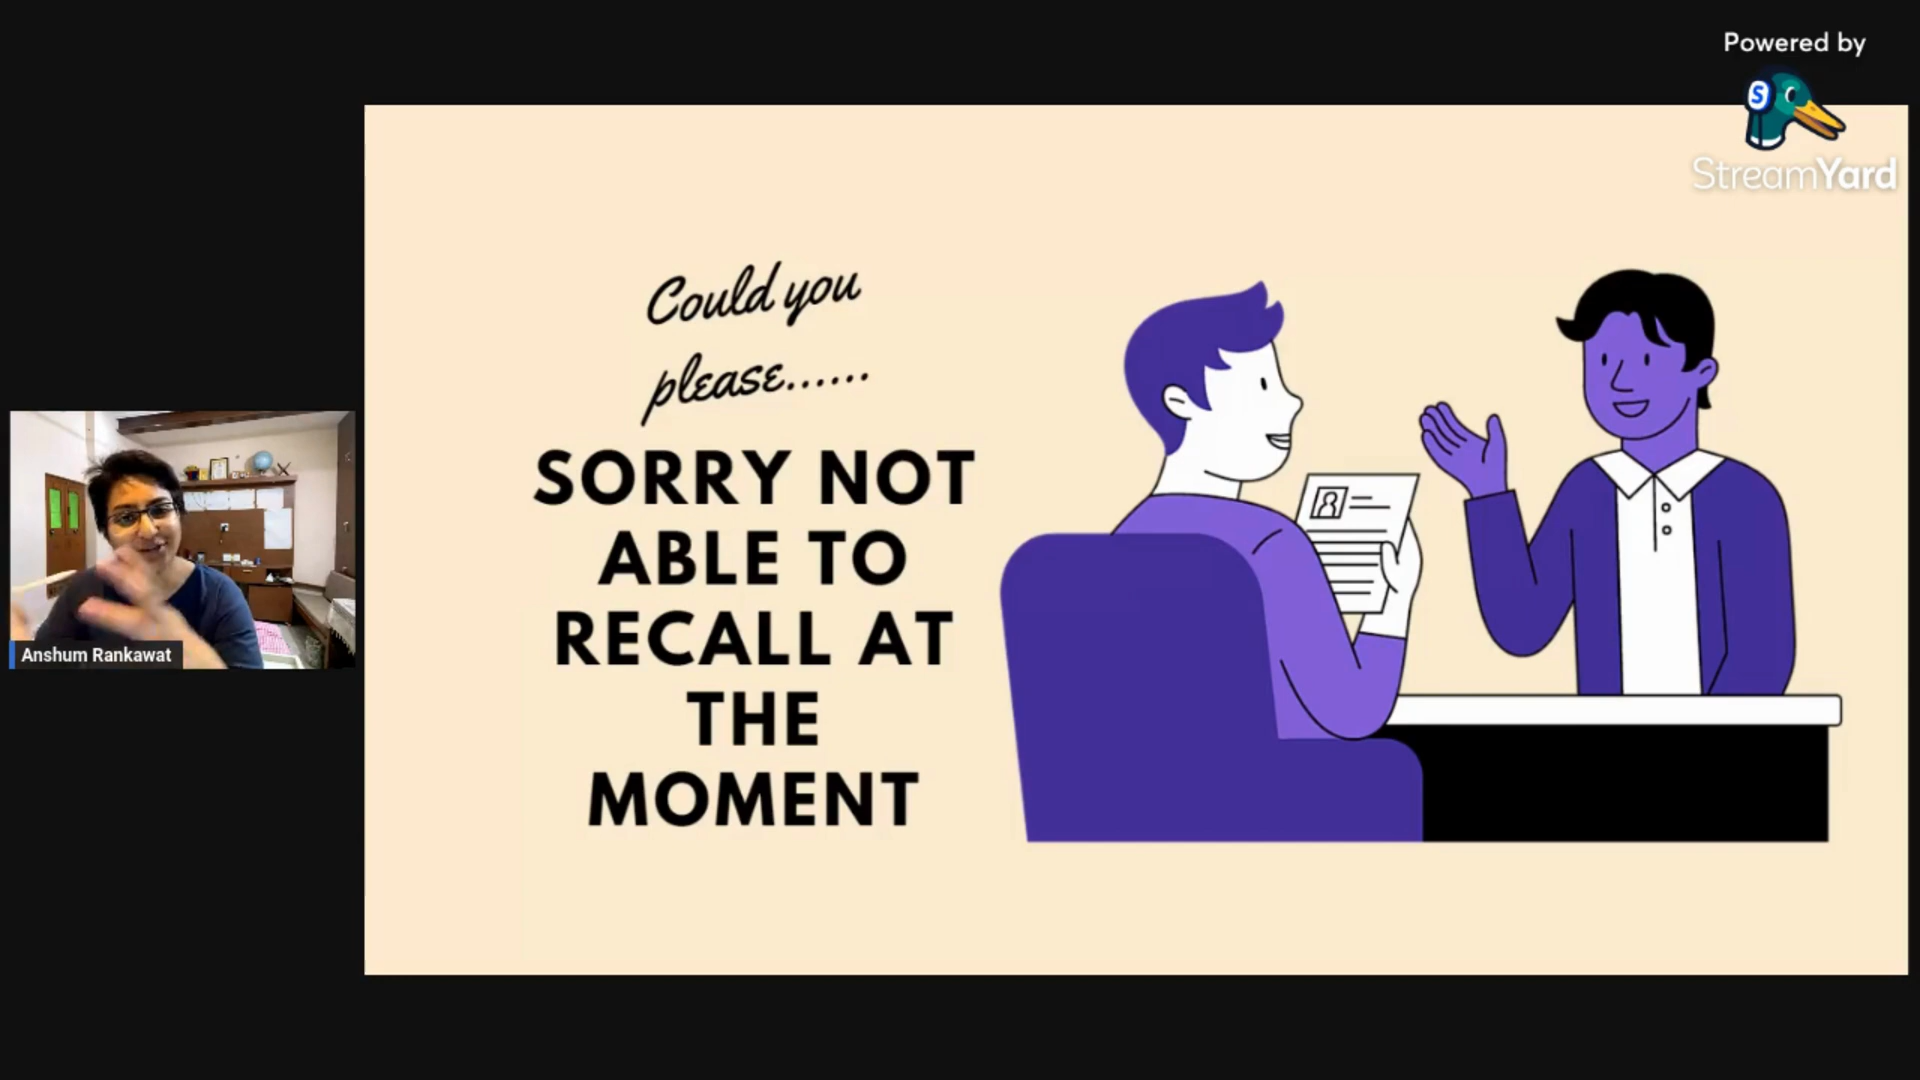 Powered by
StreamYard
Could you
please......
SORRY NOT
ABLE TO
RECALL AT
THE
MOMENT
Anshum Rankawat